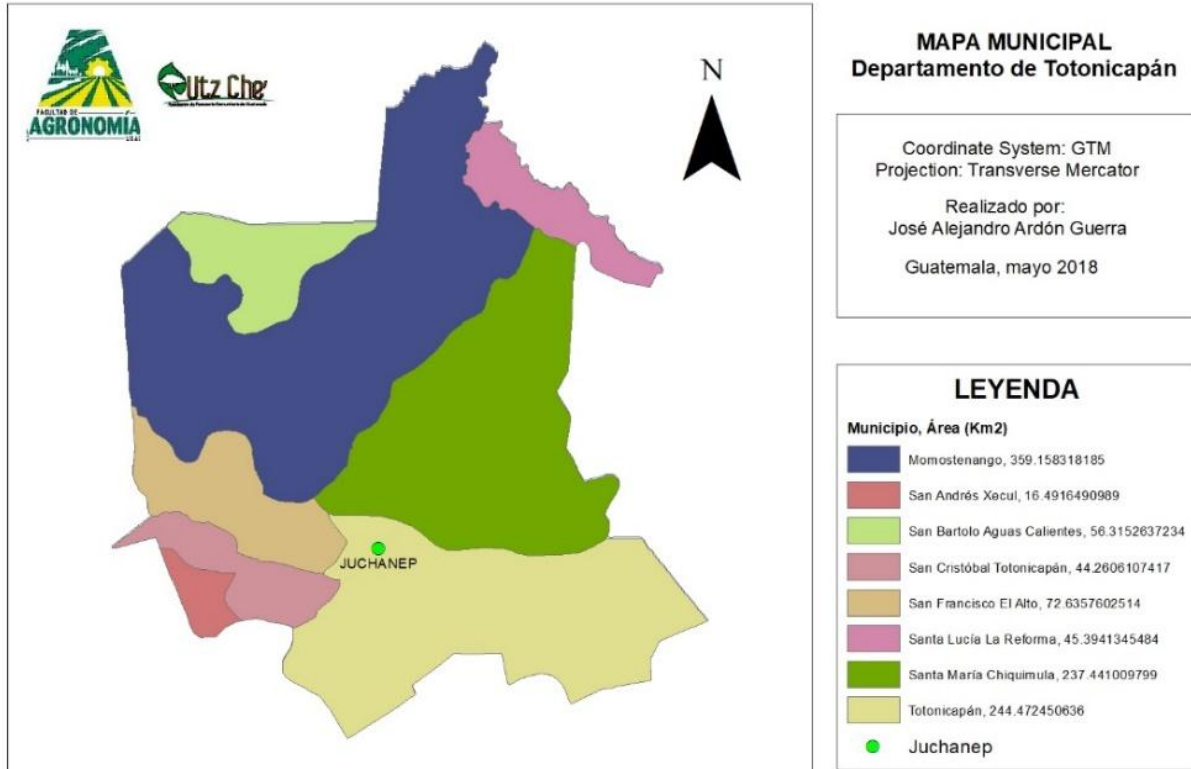 FACULTAD DE
AGRONOMÍA
Utz Che'
N
JUCHANEP
MAPA MUNICIPAL
Departamento de Totonicapán
Coordinate System: GTM
Projection: Transverse Mercator
Realizado por:
José Alejandro Ardón Guerra
Guatemala, mayo 2018
LEYENDA
Municipio, Área (Km2)
Momostenango, 359.158318185
San Andrés Xecul, 16.4916490989
San Bartolo Aguas Calientes, 56.3152637234
San Cristóbal Totonicapán, 44.2606107417
San Francisco El Alto, 72.6357602514
Santa Lucía La Reforma, 45.3941345484
Santa María Chiquimula, 237.441009799
Totonicapán, 244.472450636
Juchanep